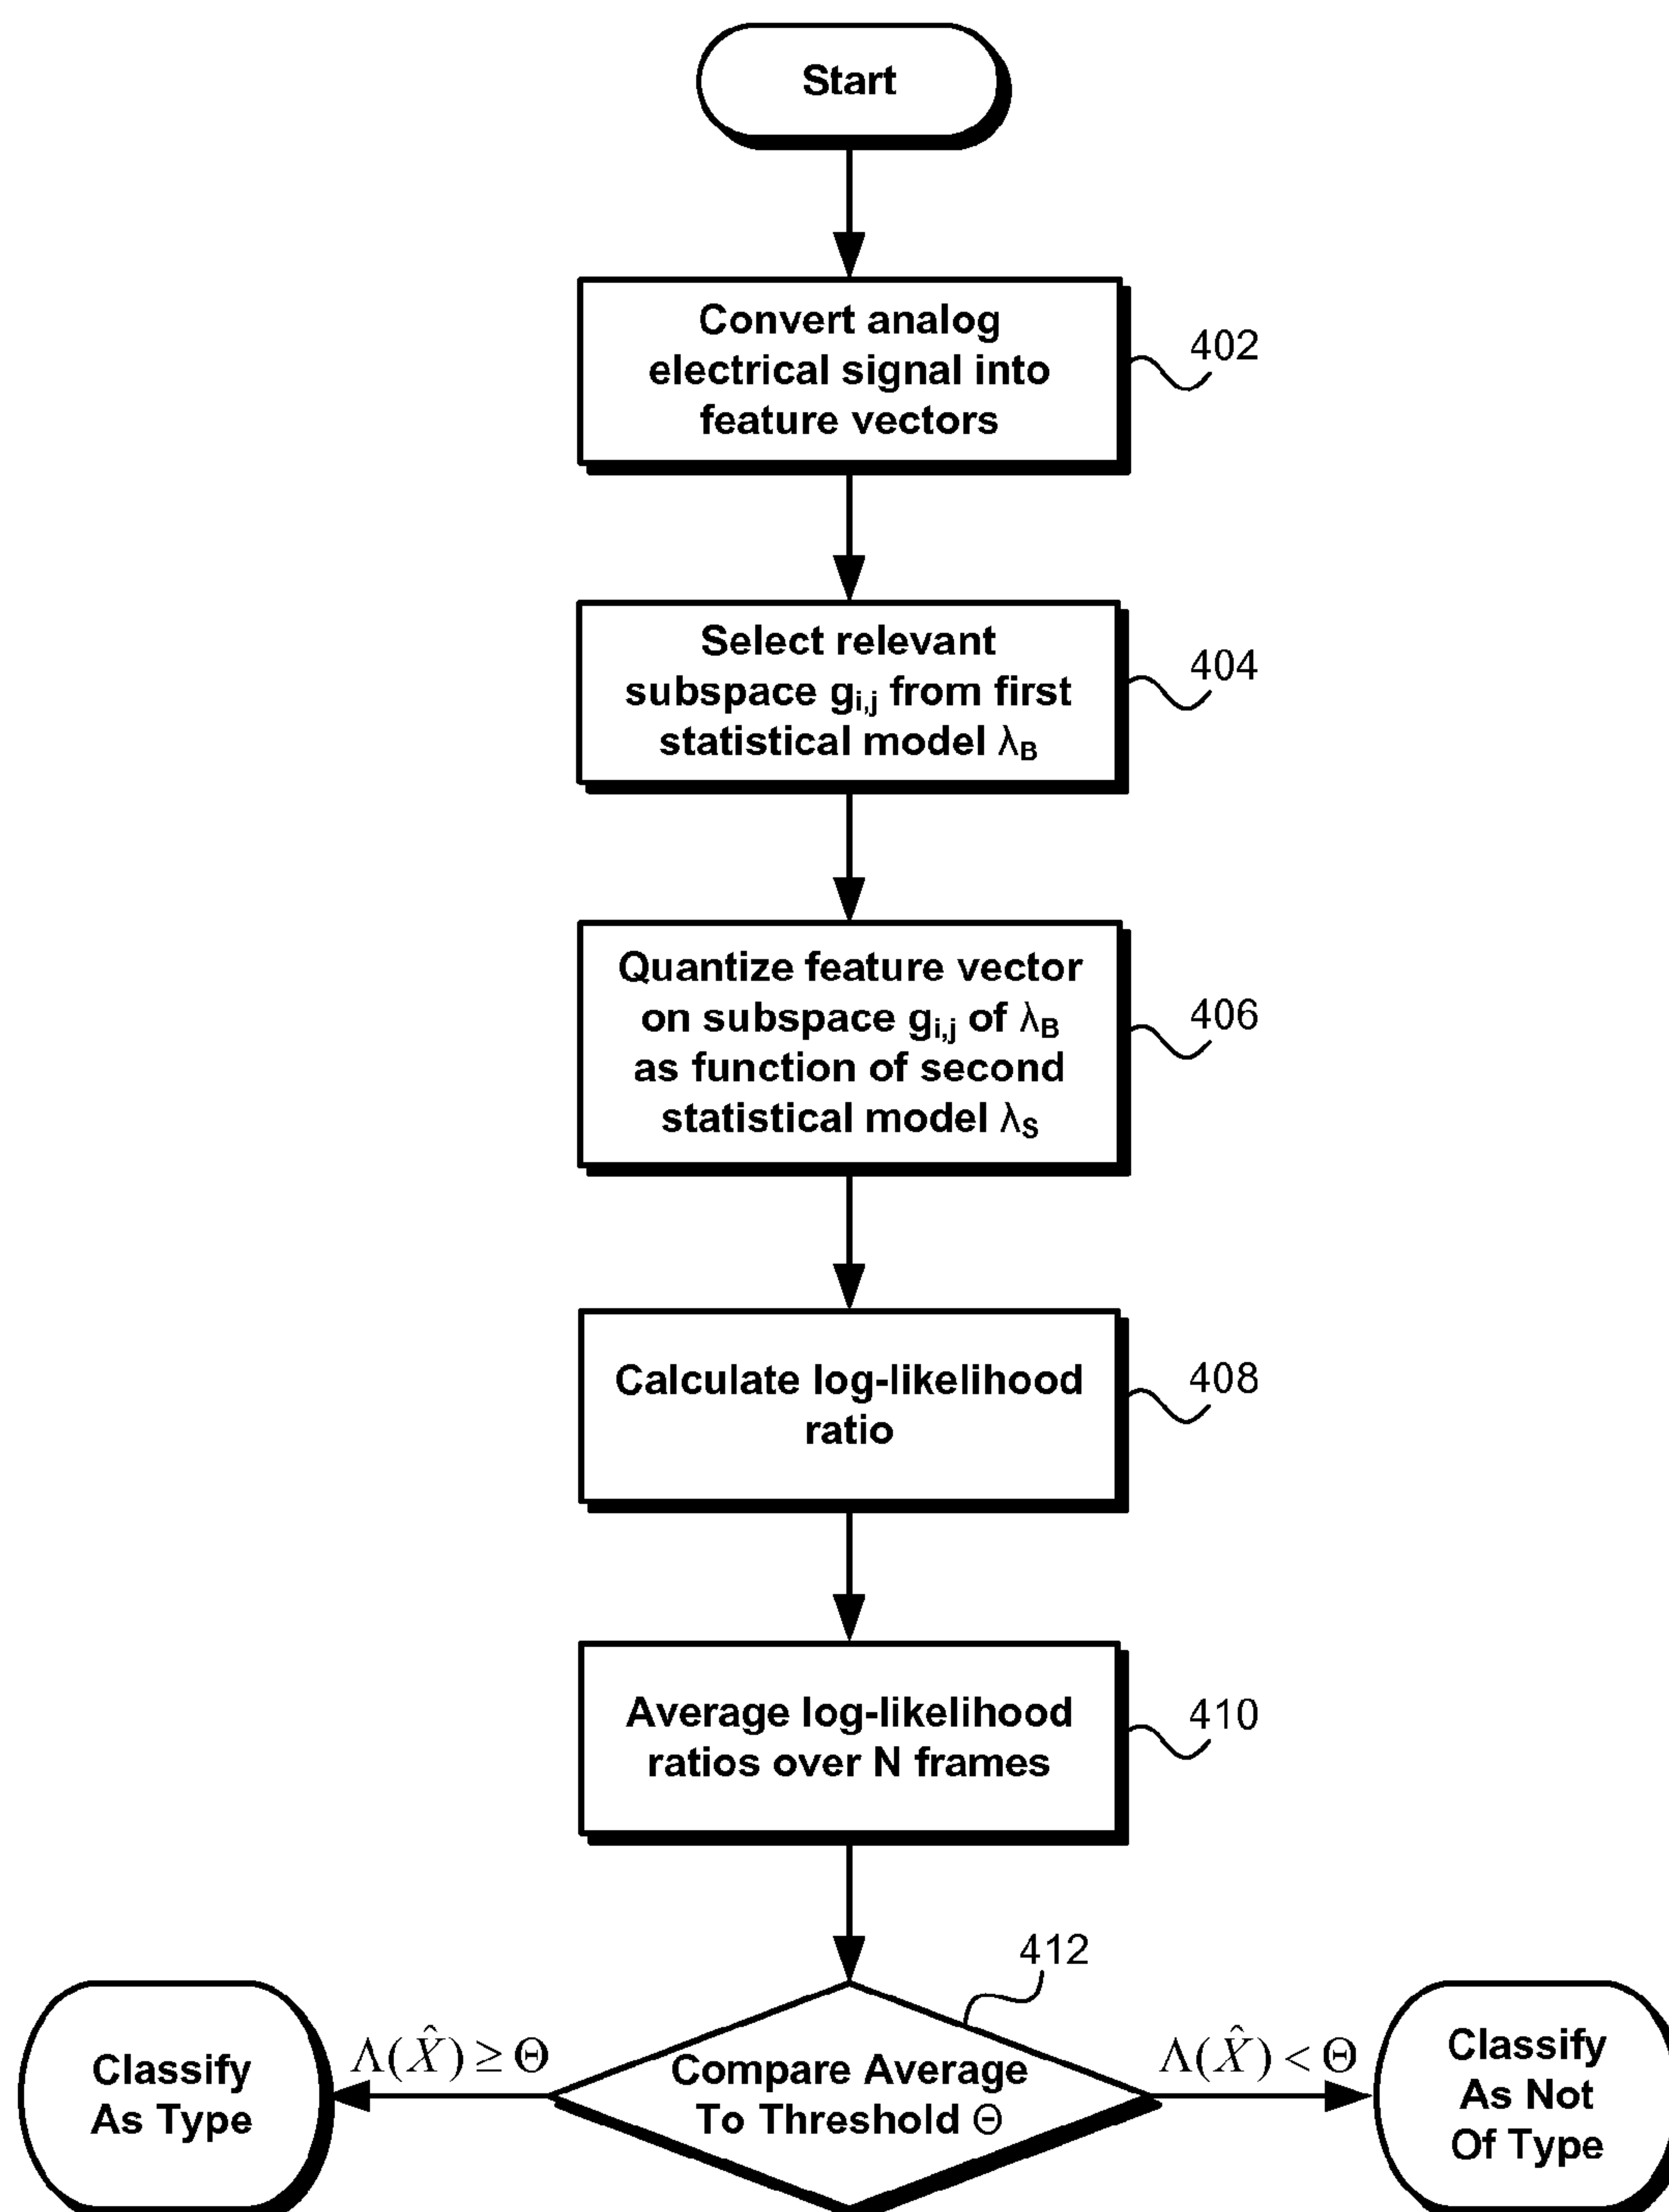 Start
Convert analog
electrical signal into
feature vectors
402
Select relevant
subspace gi,j from first
statistical model λB
404
Quantize feature vector
on subspace gi,j of λB
as function of second
statistical model λS
406
Calculate log-likelihood
ratio
408
Average log-likelihood
ratios over N frames
410
412
Compare Average
To Threshold Θ
Λ(X̂) ≥ Θ
Classify
As Type
Λ(X̂) < Θ
Classify
As Not
Of Type